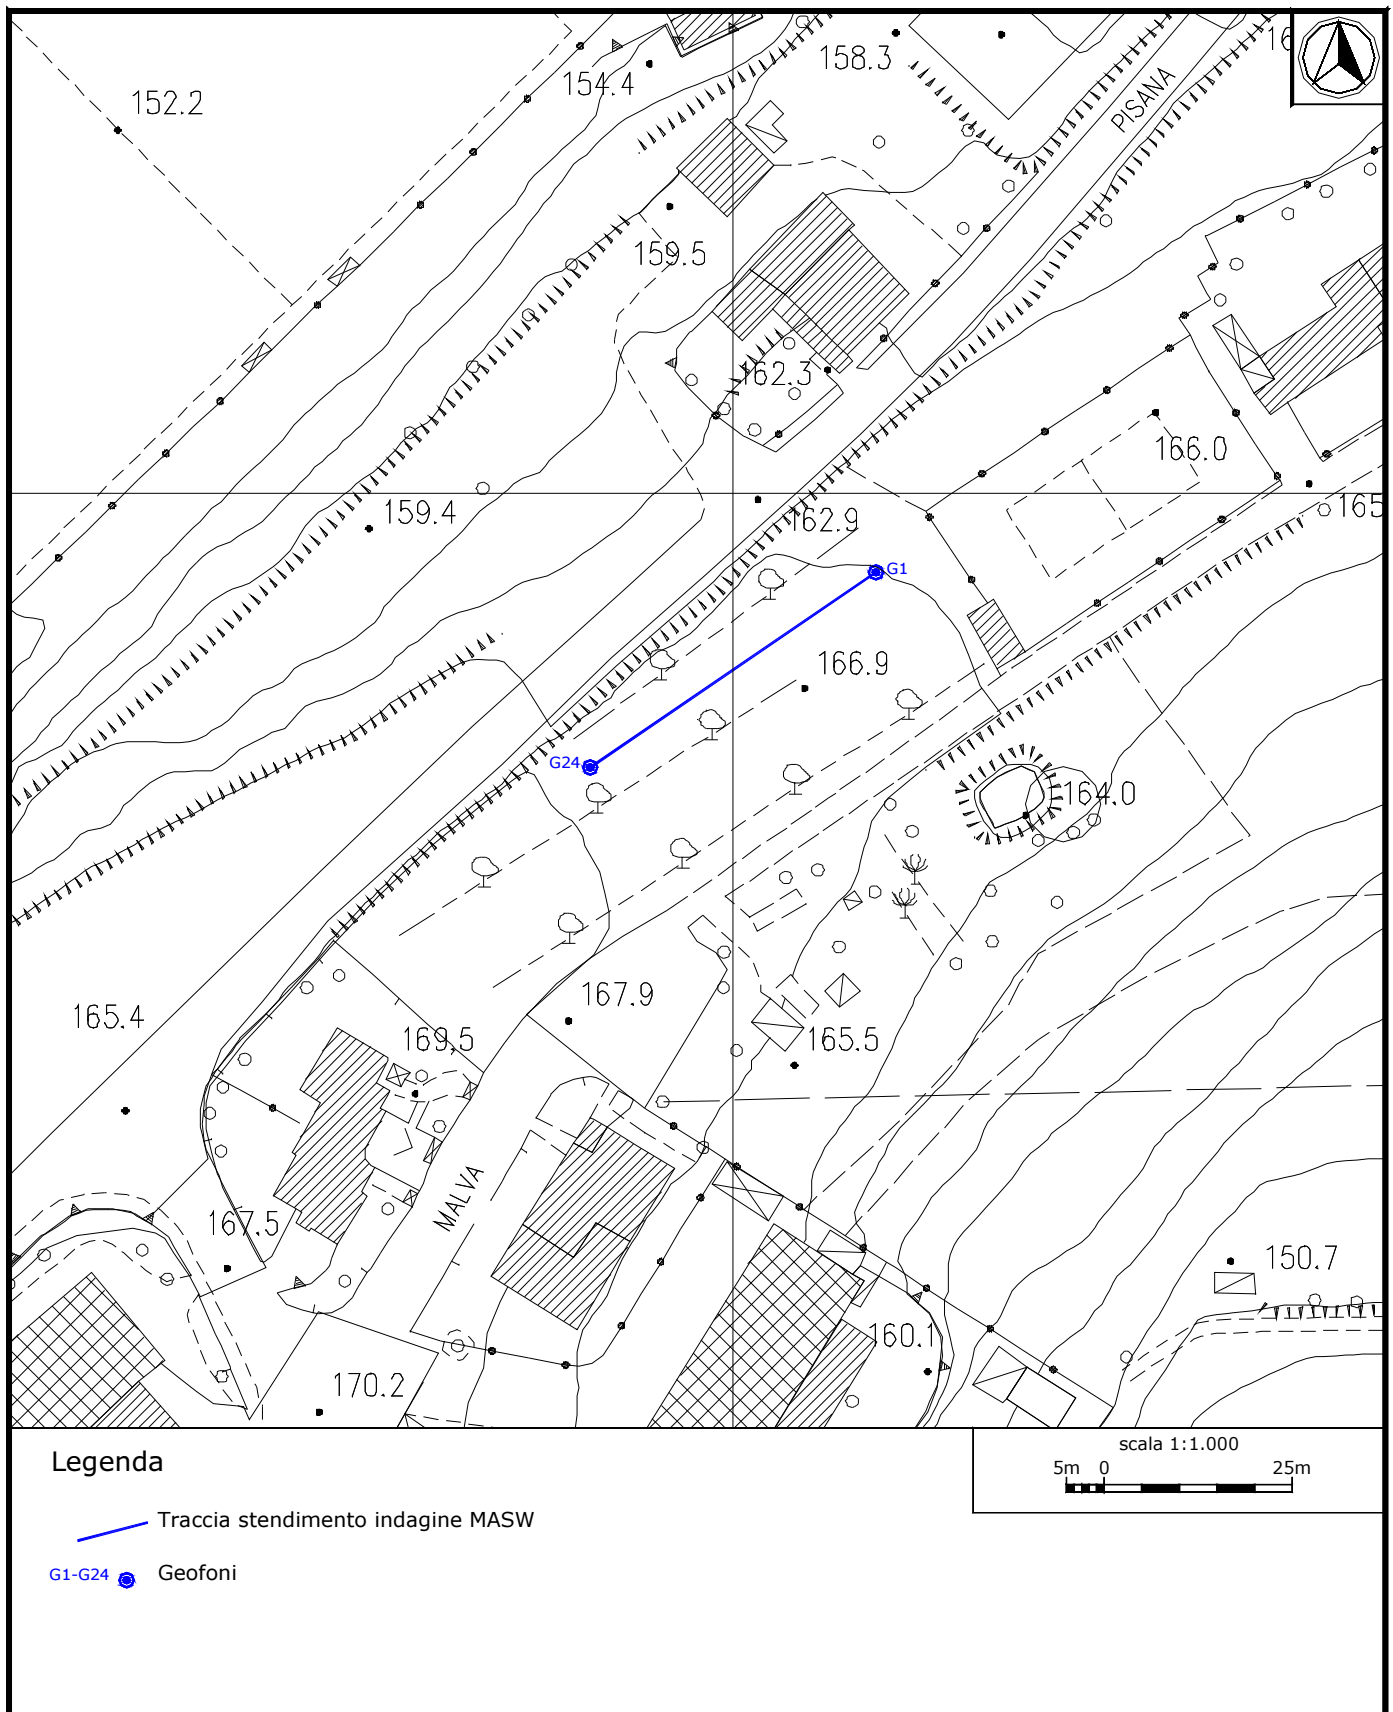 158.3
154.4
152.2
PISANA
16
159.5
162.3
166.0
159.4
162.9
165
G1
166.9
G24
164.0
165.4
169.5
167.9
165.5
MALVA
167.5
150.7
160.1
170.2
Legenda
Traccia stendimento indagine MASW
G1-G24 Geofoni
scala 1:1.000
5m 0 25m